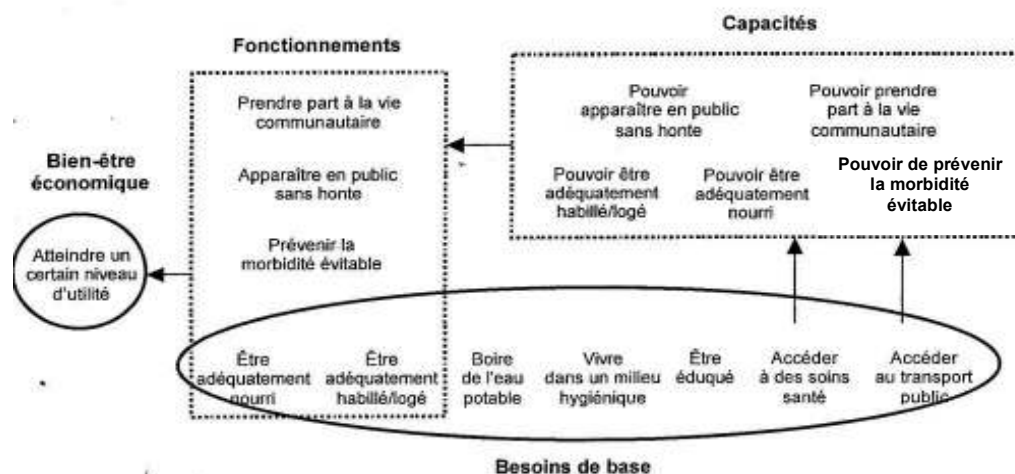 Capacités
Fonctionnements
Pouvoir
apparaître en public
sans honte
Pouvoir prendre
part à la vie
communautaire
Prendre part à la vie
communautaire
Bien-être
économique
Apparaître en public
sans honte
Pouvoir être
adéquatement
habillé/logé
Pouvoir être
adéquatement
nourri
Pouvoir de prévenir
la morbidité
évitable
Atteindre un
certain niveau
d'utilité
Prévenir la
morbidité évitable
Être
adéquatement
nourri
Être
adéquatement
habillé/logé
Boire
de l'eau
potable
Vivre
dans un milieu
hygiénique
Être
éduqué
Accéder
à des soins
santé
Accéder
au transport
public
Besoins de base